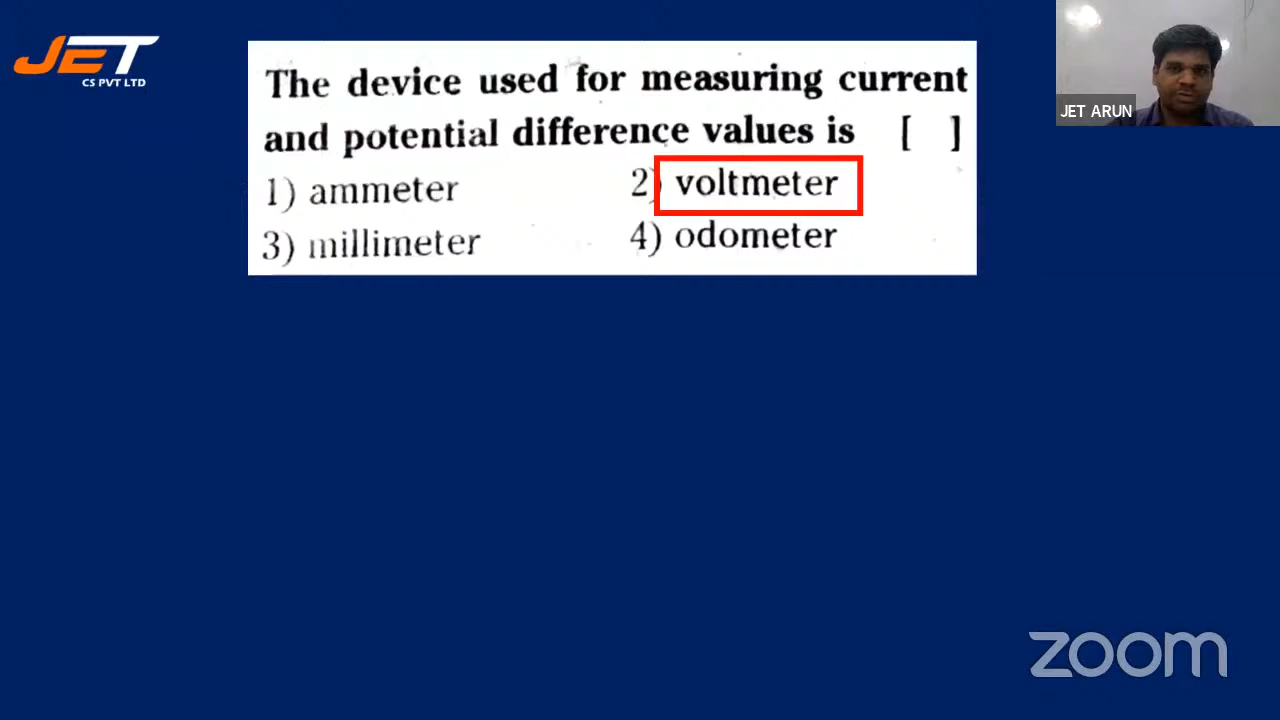 JET
CS PVT LTD
The device used for measuring current
and potential difference values is [ ]
1) ammeter 2) voltmeter
3) millimeter 4) odometer
JET ARUN
zoom